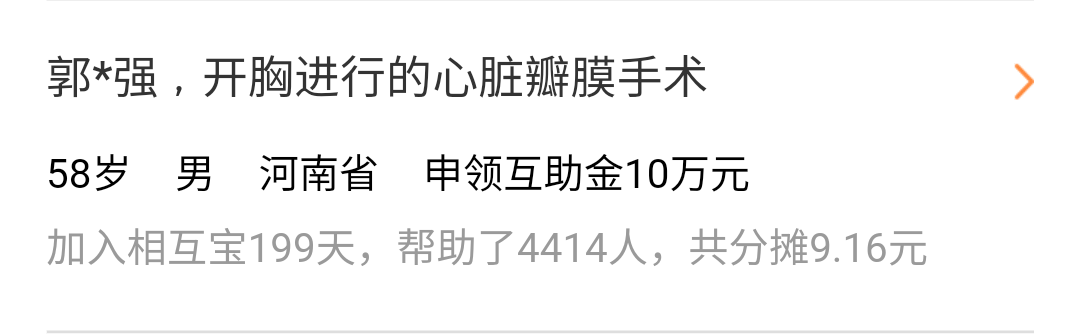 郭*强，开胸进行的心脏瓣膜手术
58岁 男 河南省 申领互助金10万元
加入相互宝199天，帮助了4414人，共分摊9.16元